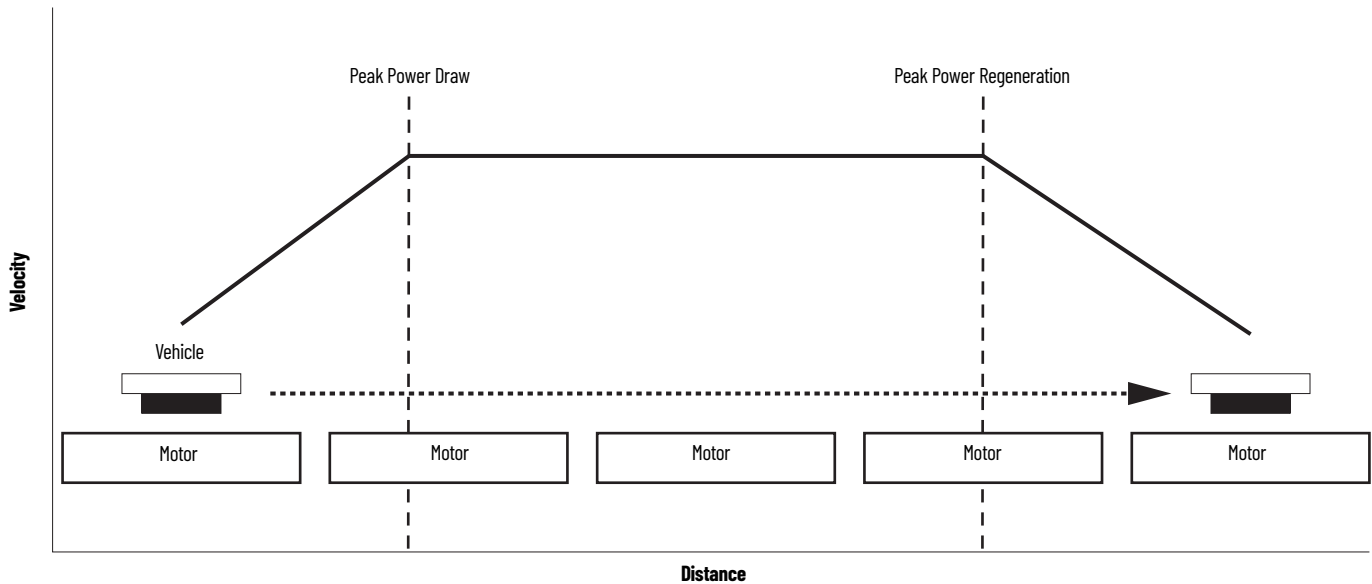 Peak Power Draw
Peak Power Regeneration
Velocity
Vehicle
Motor
Motor
Motor
Motor
Motor
Distance